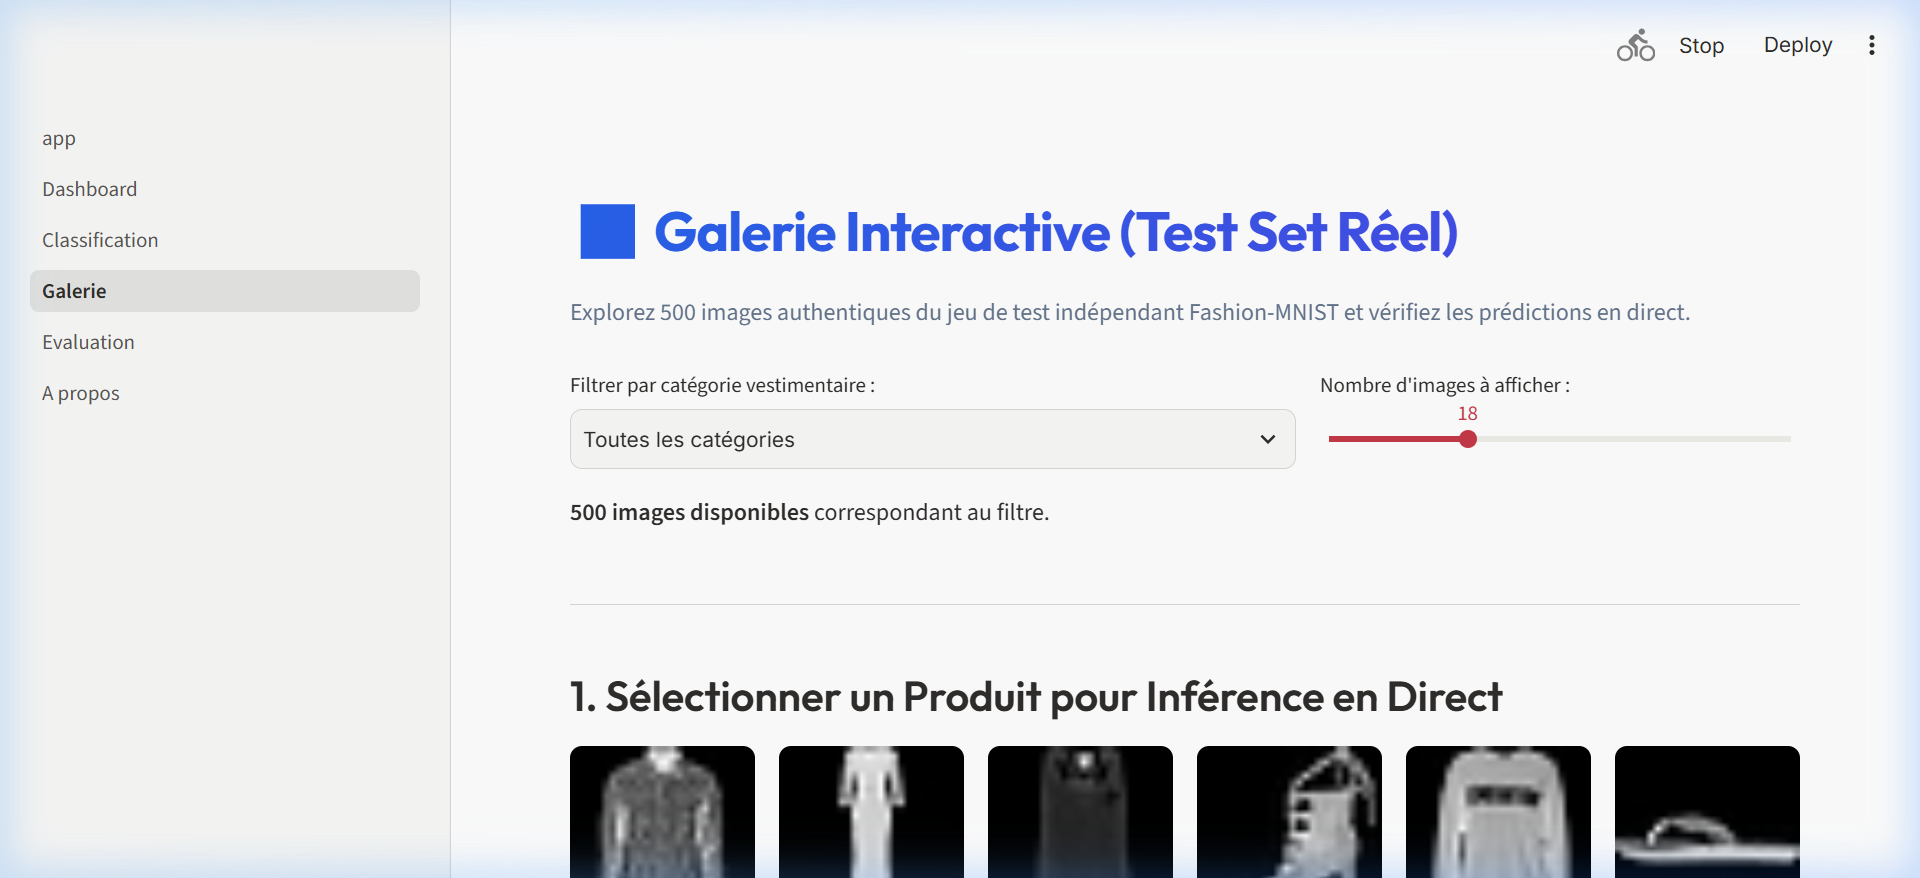 Stop
Deploy
app
Dashboard
Classification
Galerie
Evaluation
A propos
Galerie Interactive (Test Set Réel)
Explorez 500 images authentiques du jeu de test indépendant Fashion-MNIST et vérifiez les prédictions en direct.
Filtrer par catégorie vestimentaire :
Toutes les catégories
Nombre d'images à afficher :
18
500 images disponibles correspondant au filtre.
1. Sélectionner un Produit pour Inférence en Direct